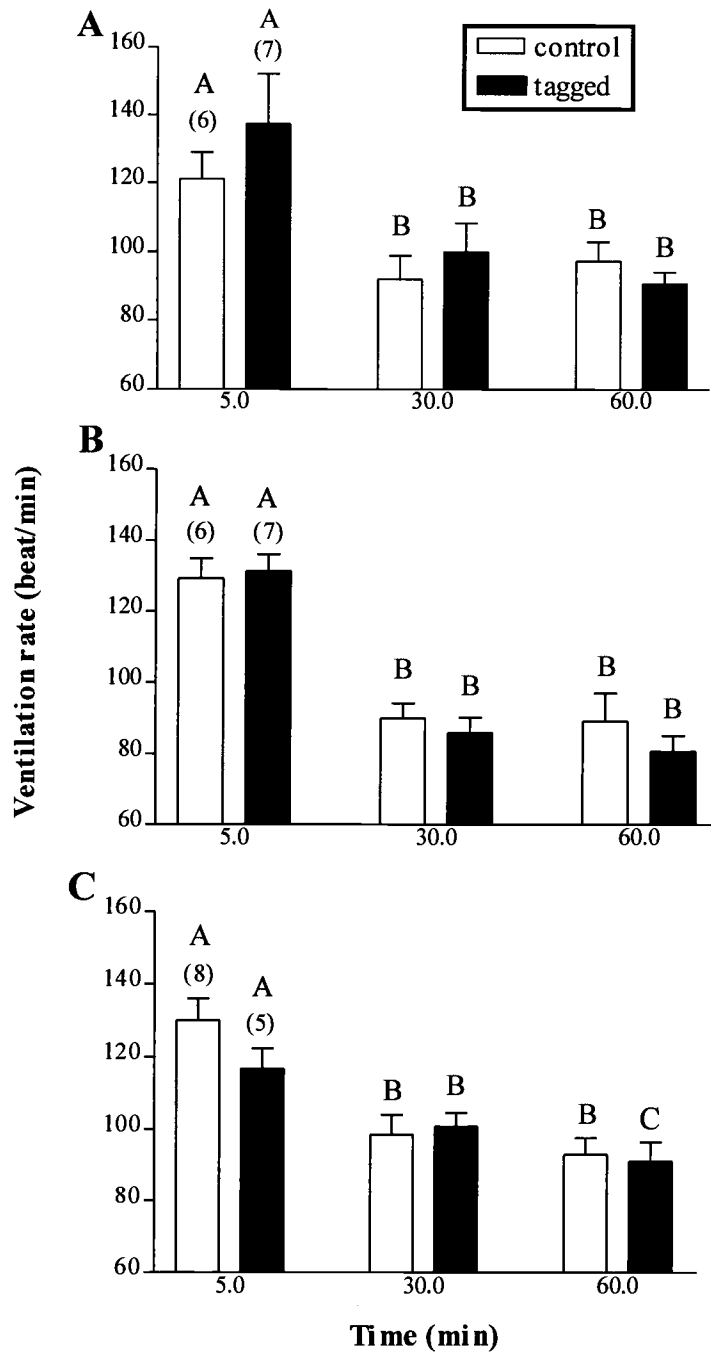 A
160
140
120
100
80
60
A
(6)
A
(7)
B
B
B
B
control
tagged
5.0
30.0
60.0
B
160
140
120
100
80
60
A
(6)
A
(7)
B
B
B
B
5.0
30.0
60.0
C
160
140
120
100
80
60
A
(8)
A
(5)
B
B
B
C
5.0
30.0
60.0
Ventilation rate (beat/min)
Time (min)